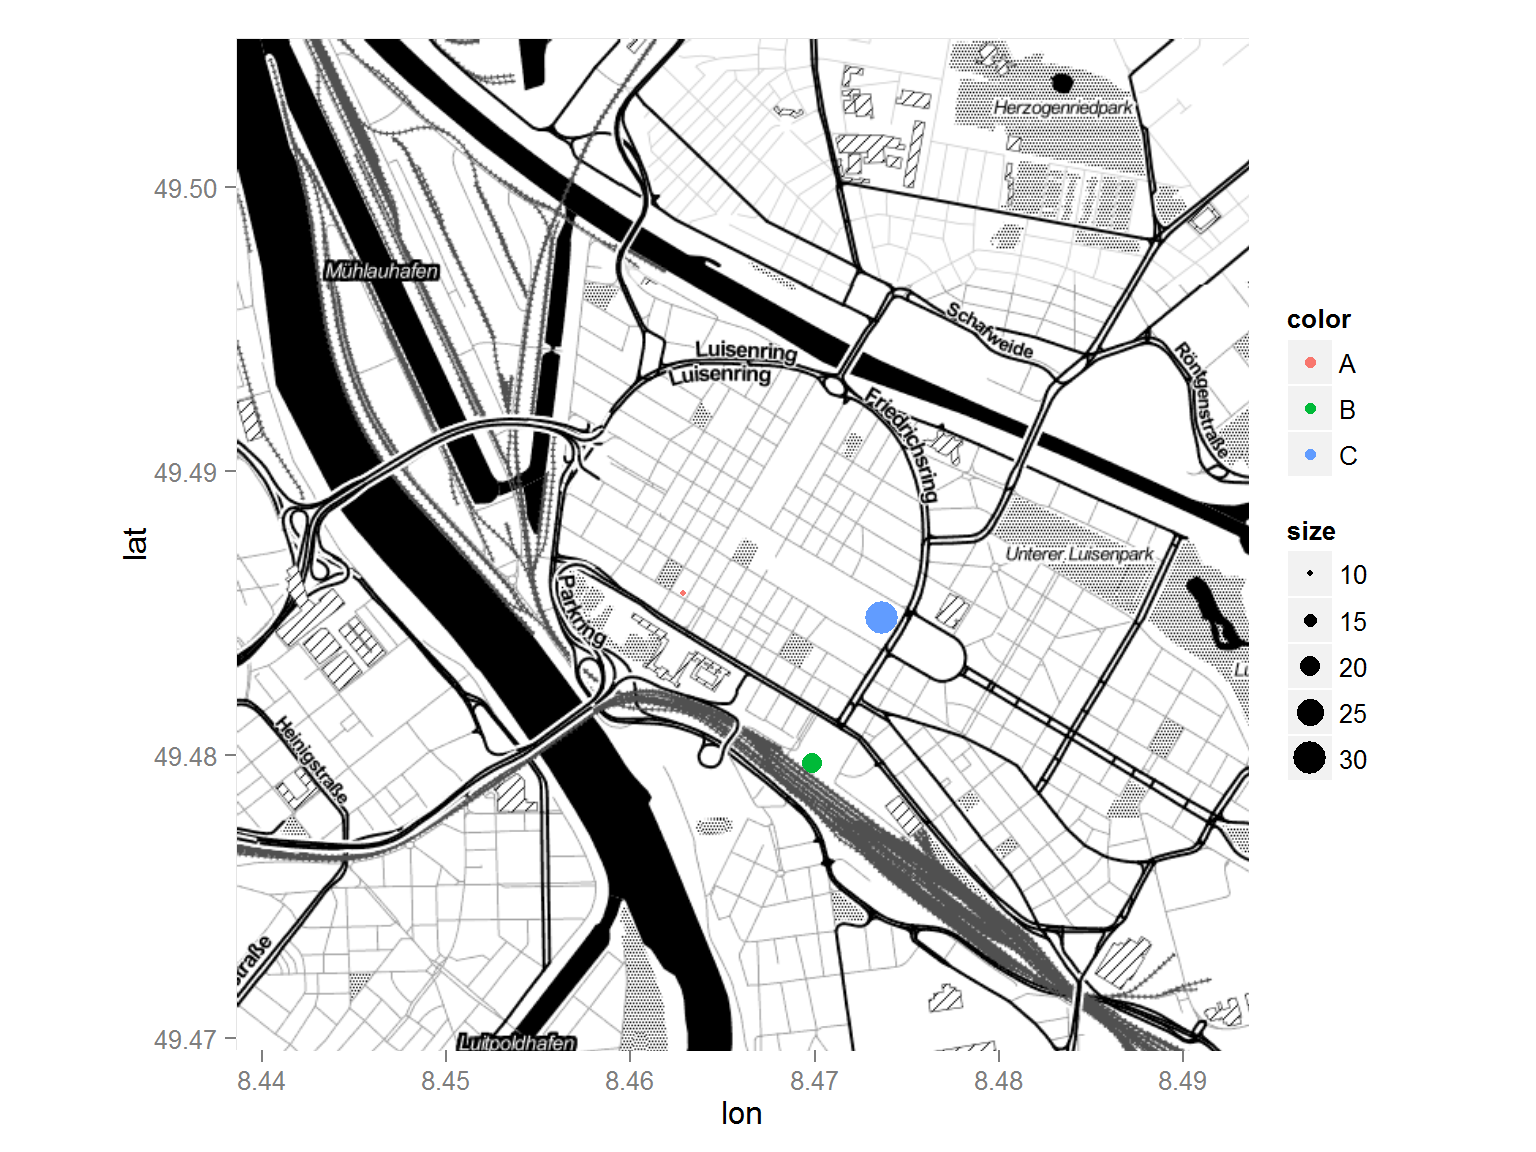 Herzogenriedpark
49.50
Mühlauhafen
Schafweide
Luisenring
Luisenring
Röntgenstraße
Friedrichsring
49.49
Unterer Luisenpark
Parkring
Lu
Heinigstraße
49.48
straße
Luitpoldhafen
49.47
8.44 8.45 8.46 8.47 8.48 8.49
lon
lat
color
A
B
C
size
10
15
20
25
30